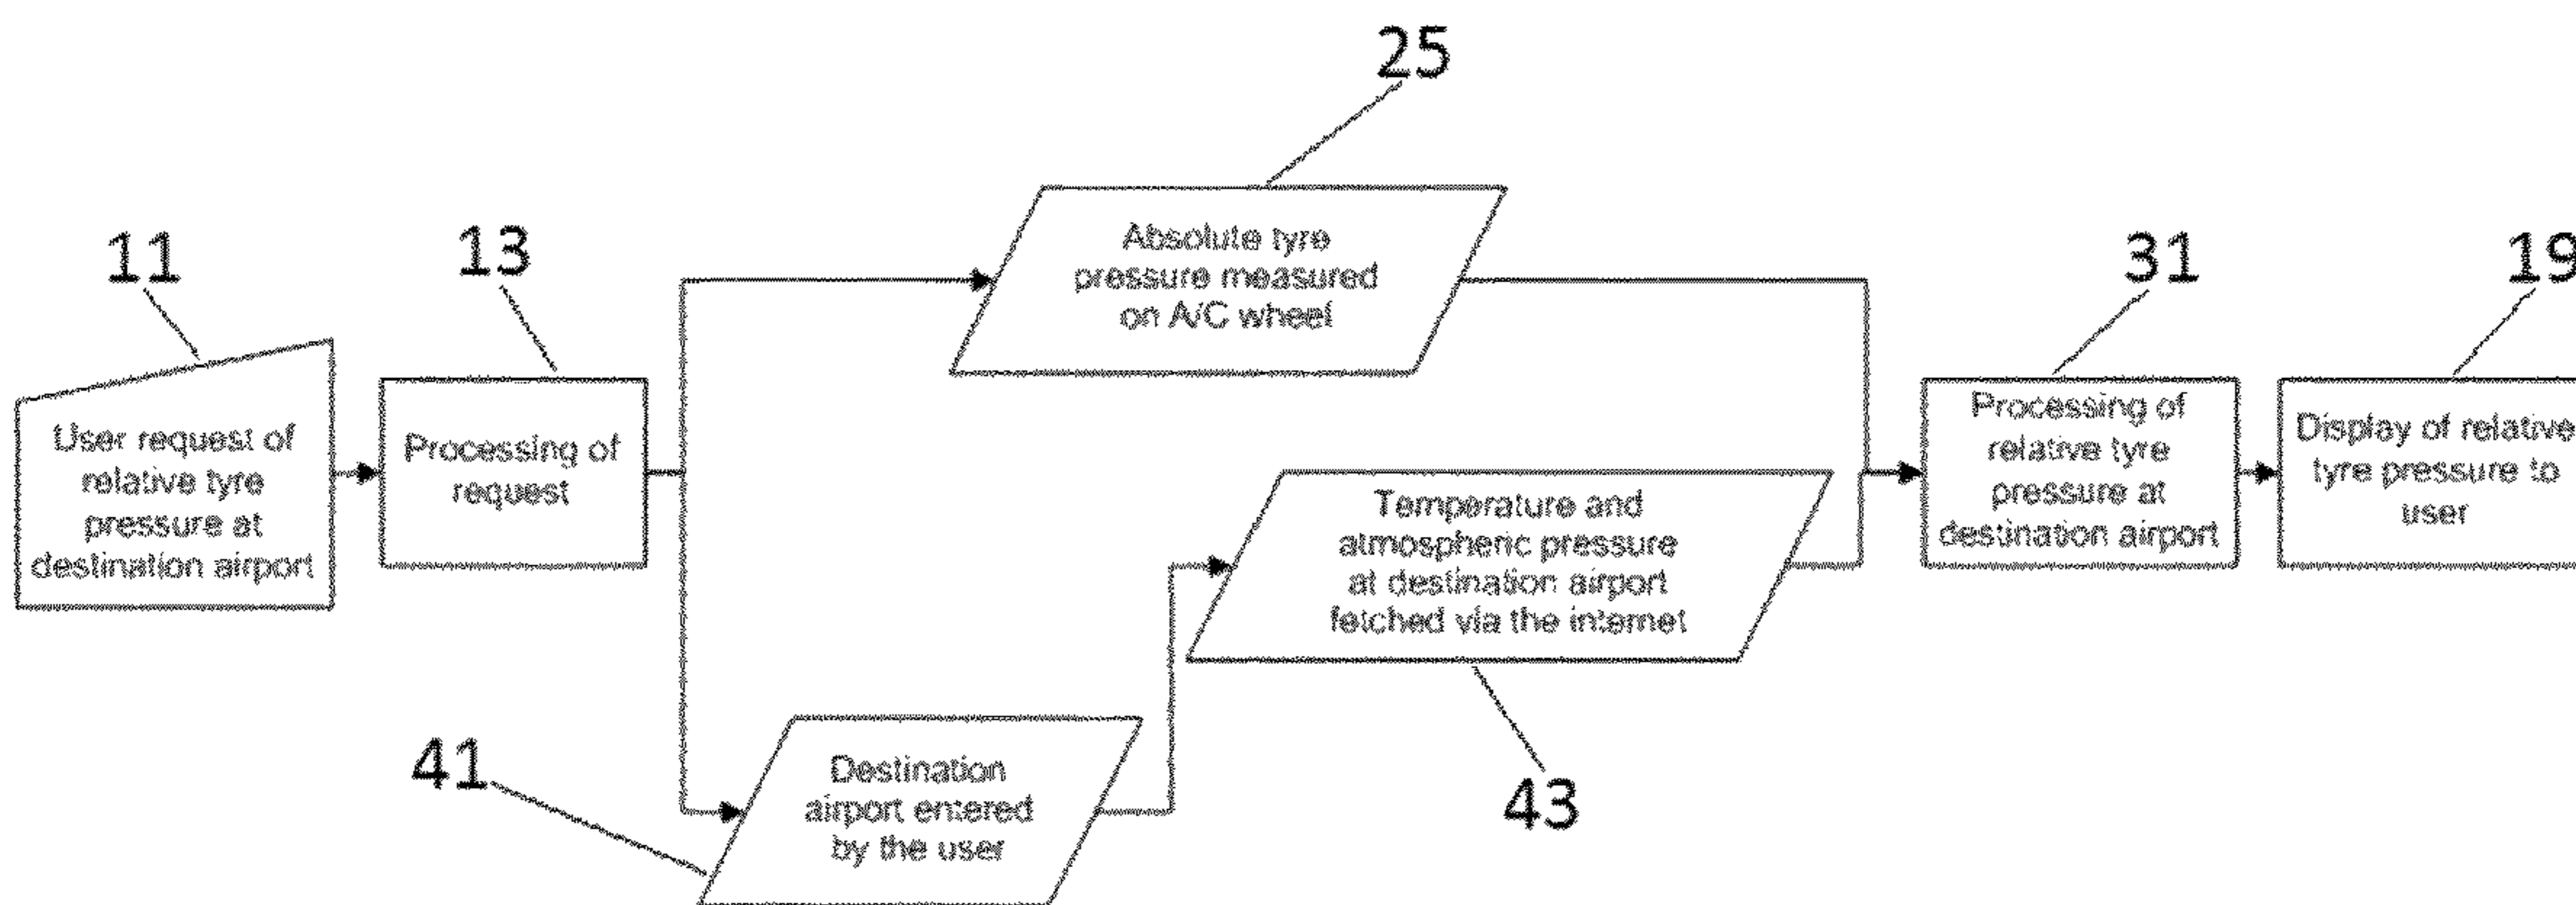 25
11
13
31
19
Absolute tyre
pressure measured
on A/C wheel
User request of
relative tyre
pressure at
destination airport
Processing of
request
Temperature and
atmospheric pressure
at destination airport
fetched via the internet
Processing of
relative tyre
pressure at
destination airport
Display of relative
tyre pressure to
user
41
Destination
airport entered
by the user
43